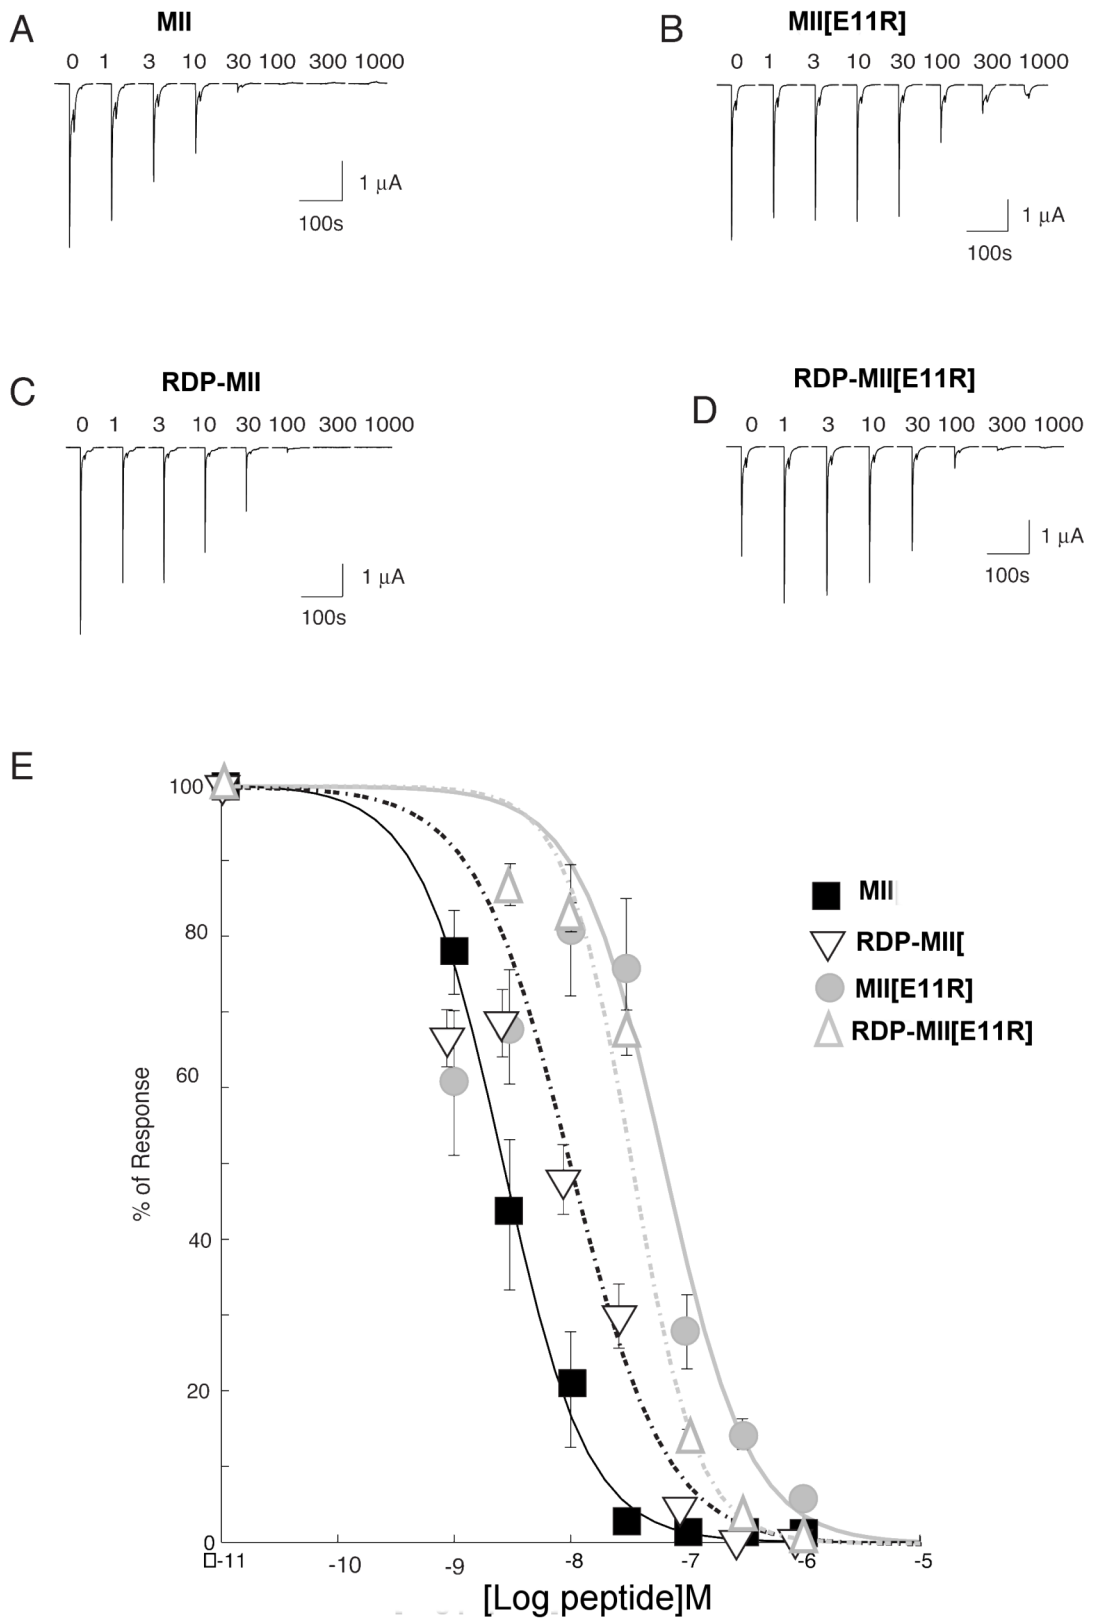 A
MII
0 1 3 10 30 100 300 1000
1 μA
100s
B
MII[E11R]
0 1 3 10 30 100 300 1000
1 μA
100s
C
RDP-MII
0 1 3 10 30 100 300 1000
1 μA
100s
D
RDP-MII[E11R]
0 1 3 10 30 100 300 1000
1 μA
100s
E
100
80
60
40
20
0
% of Response
MII
RDP-MII[
MII[E11R]
RDP-MII[E11R]
-11 -10 -9 -8 -7 -6 -5
[Log peptide]M